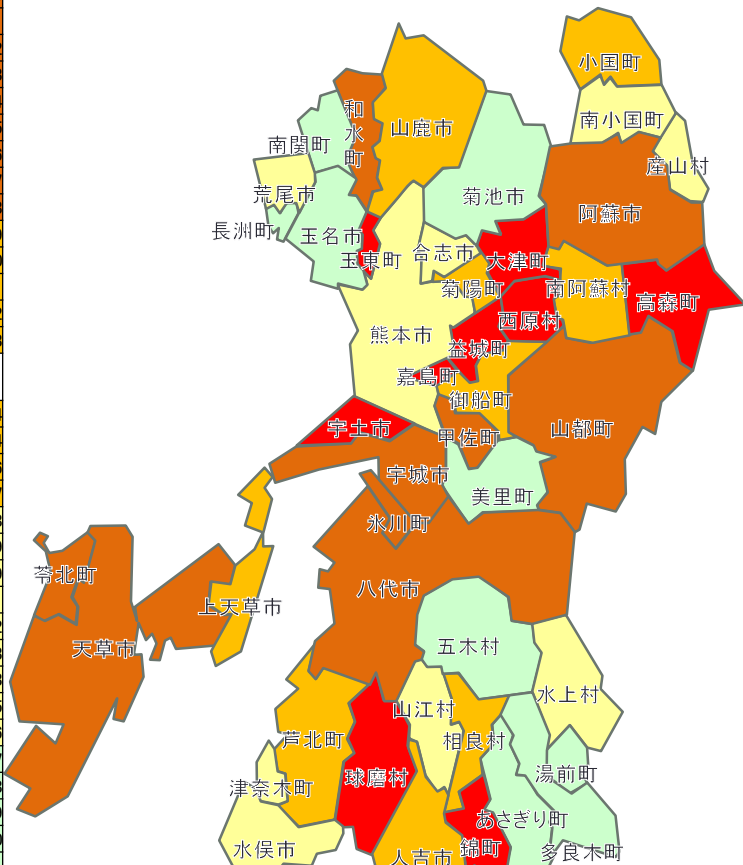 小国町
南小国町
和水町
山鹿市
南関町
産山村
荒尾市
菊池市
阿蘇市
長洲町
玉名市
合志市
玉東町
大津町
菊陽町
南阿蘇村
高森町
西原村
熊本市
益城町
嘉島町
御船町
宇土市
甲佐町
山都町
宇城市
美里町
氷川町
苓北町
八代市
上天草市
天草市
五木村
水上村
山江村
芦北町
相良村
湯前町
球磨村
津奈木町
あさぎり町
水俣市
錦町
多良木町
人吉市